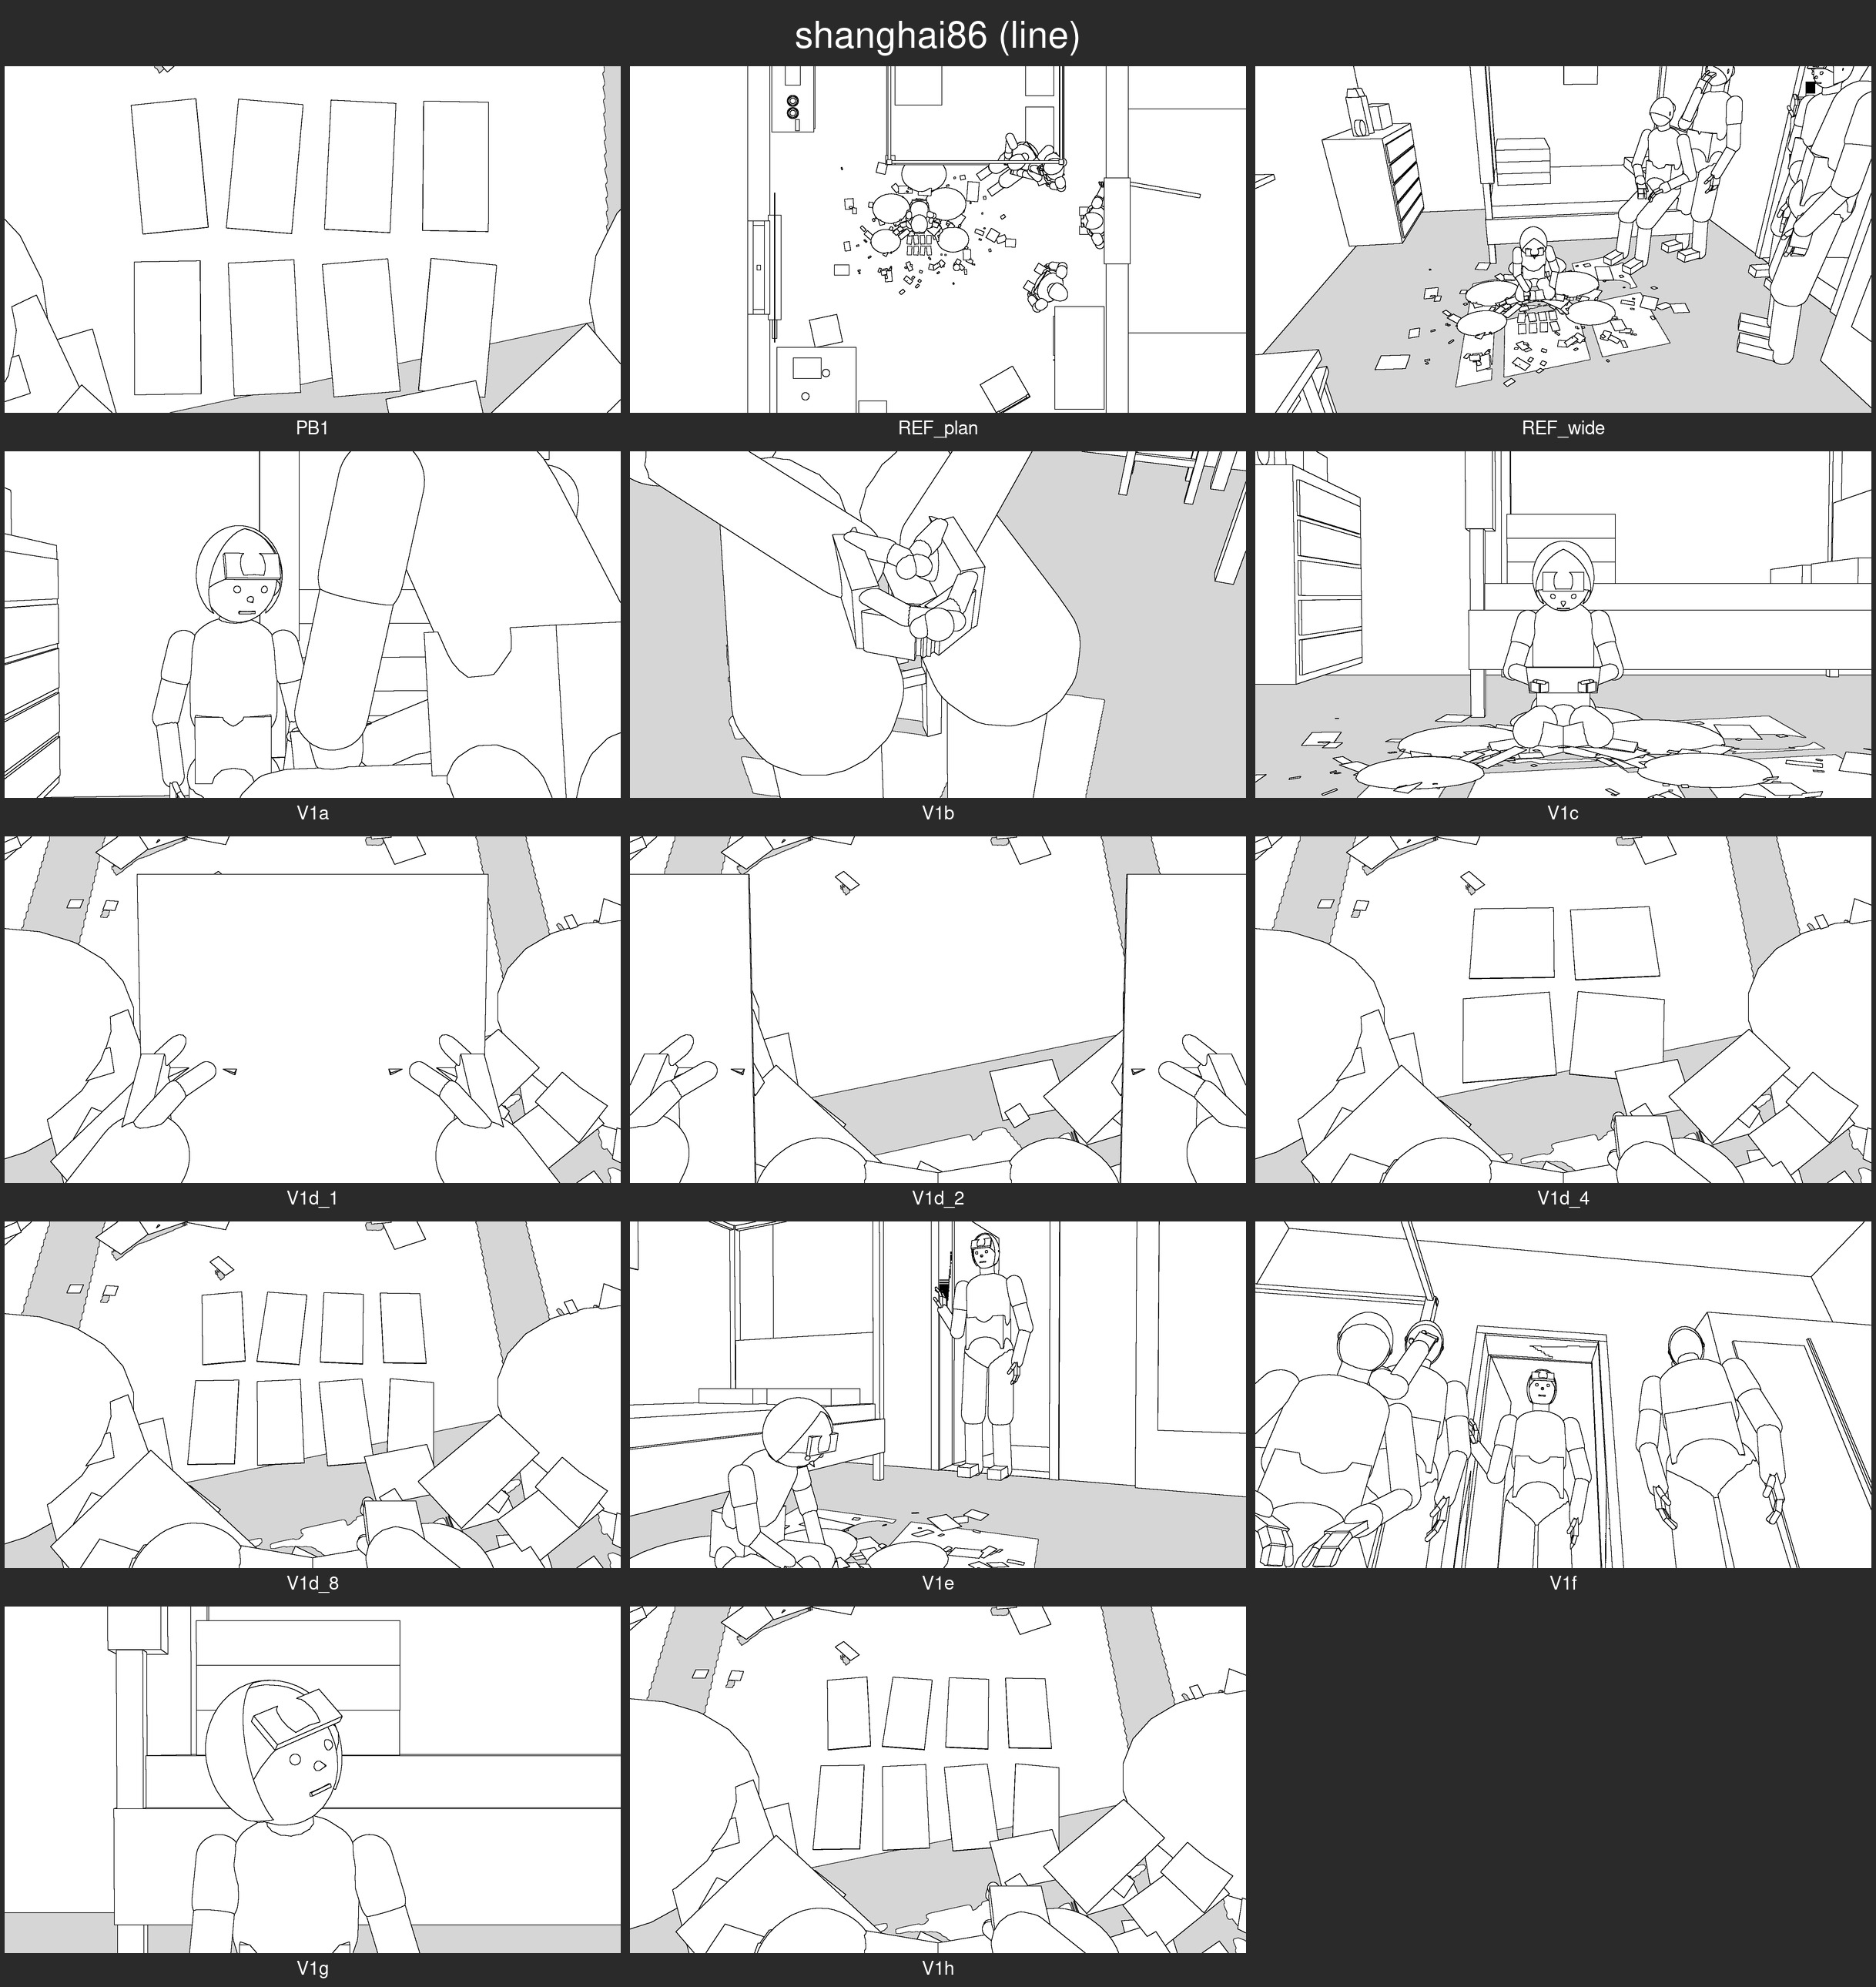 shanghai86 (line)
PB1
REF_plan
REF_wide
V1a
V1b
V1c
V1d_1
V1d_2
V1d_4
V1d_8
V1e
V1f
V1g
V1h